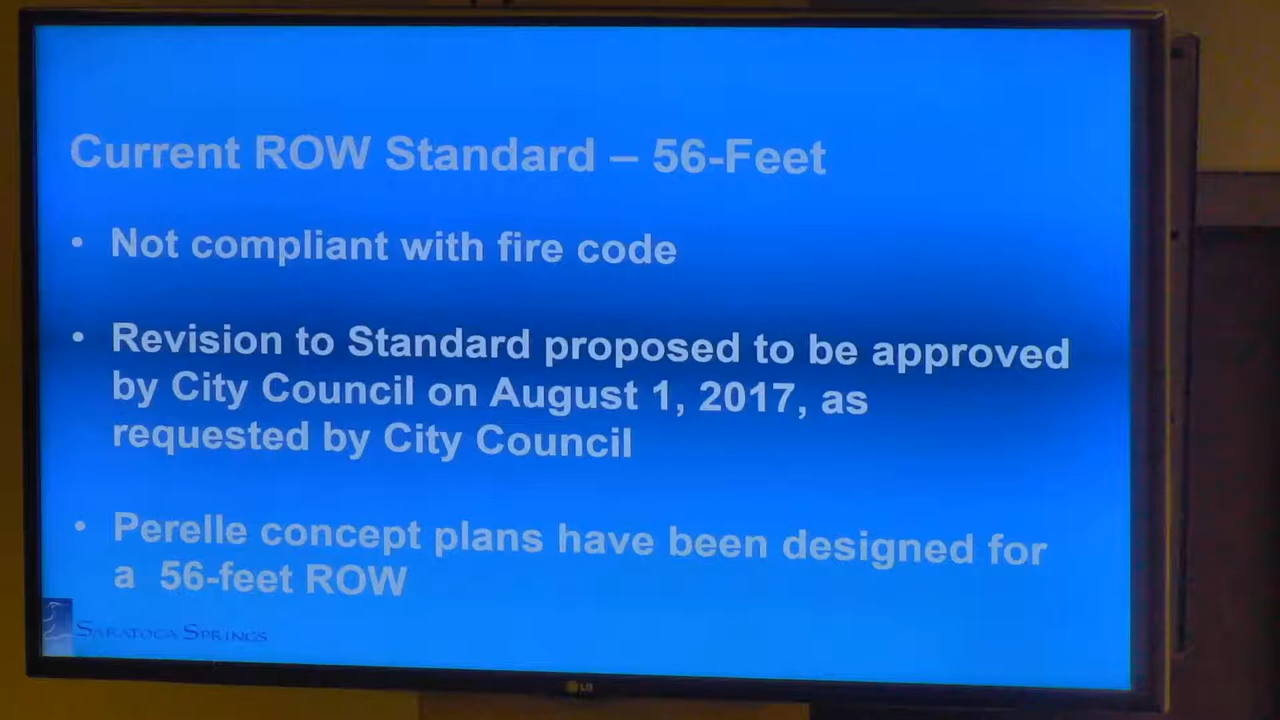 Current ROW Standard – 56-Feet
• Not compliant with fire code
• Revision to Standard proposed to be approved
by City Council on August 1, 2017, as
requested by City Council
• Perelle concept plans have been designed for
a 56-feet ROW
SARATOGA SPRINGS
LG